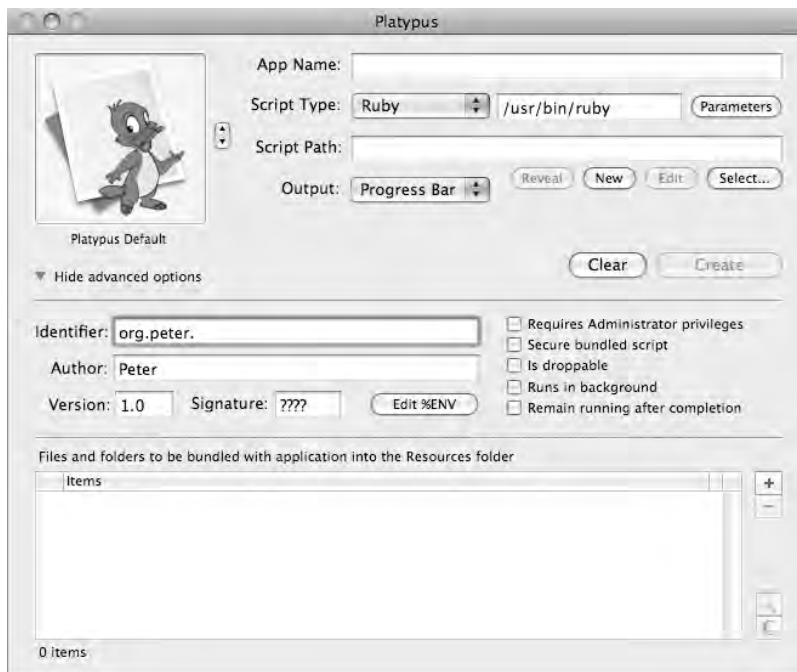 Platypus
App Name:
Script Type: Ruby /usr/bin/ruby Parameters
Script Path:
Output: Progress Bar Reveal New Edit Select...
Platypus Default
Hide advanced options
Clear Create
Identifier: org.peter.
Author: Peter
Version: 1.0 Signature: ???? Edit %ENV
Requires Administrator privileges
Secure bundled script
Is droppable
Runs in background
Remain running after completion
Files and folders to be bundled with application into the Resources folder
Items
+
−
0 items